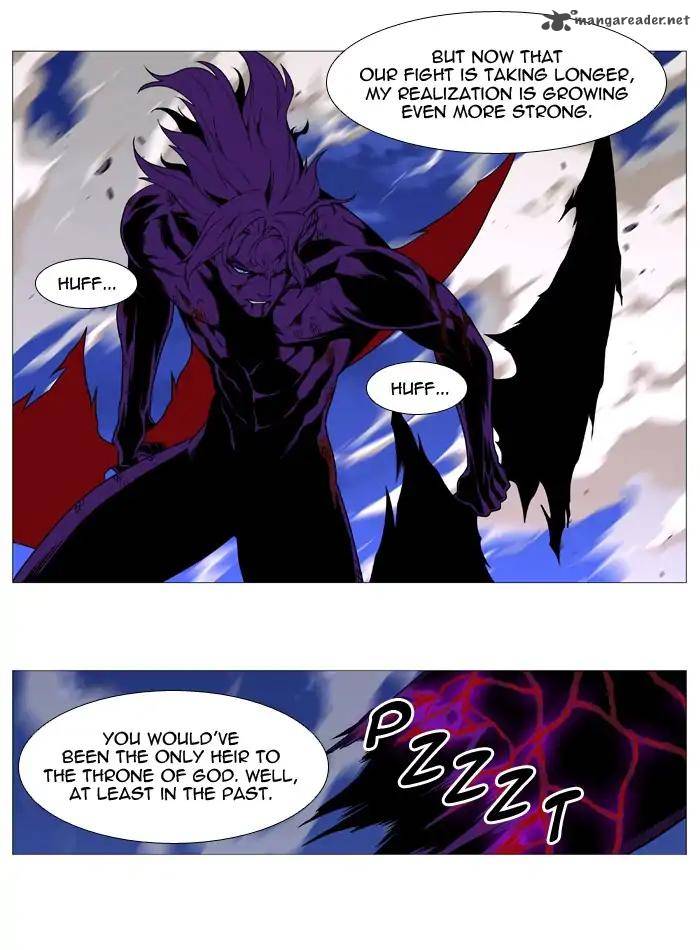 mangareader.net
BUT NOW THAT
OUR FIGHT IS TAKING LONGER,
MY REALIZATION IS GROWING
EVEN MORE STRONG.
HUFF...
HUFF...
YOU WOULD'VE
BEEN THE ONLY HEIR TO
THE THRONE OF GOD. WELL,
AT LEAST IN THE PAST.
PZZZT